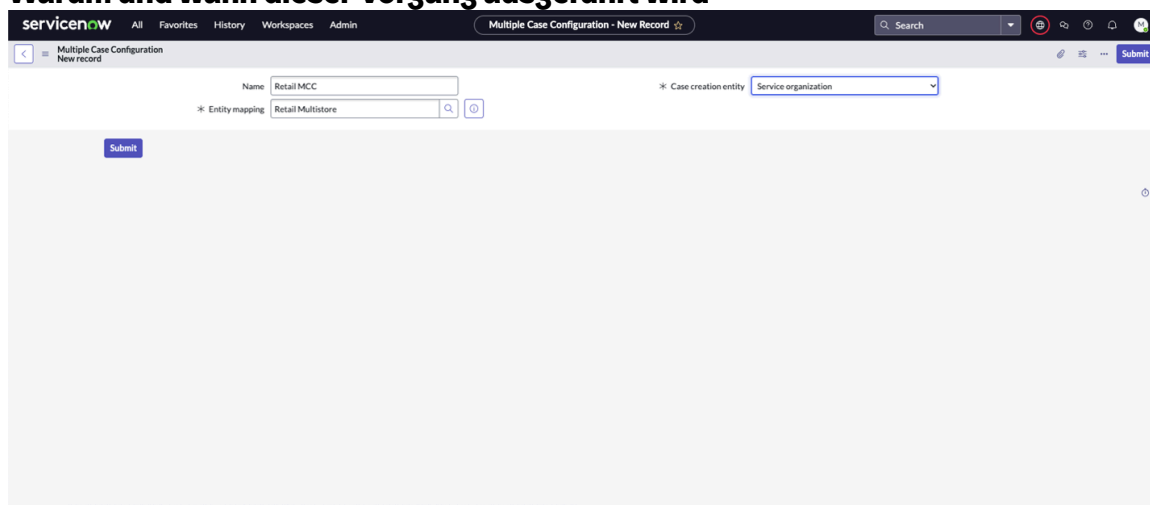 Warum und wann dieser Vorgang ausgeführt wird
servicenow All Favorites History Workspaces Admin Multiple Case Configuration - New Record Search M
Multiple Case Configuration
New record
Submit
Name Retail MCC
Case creation entity Service organization
Entity mapping Retail Multistore
Submit